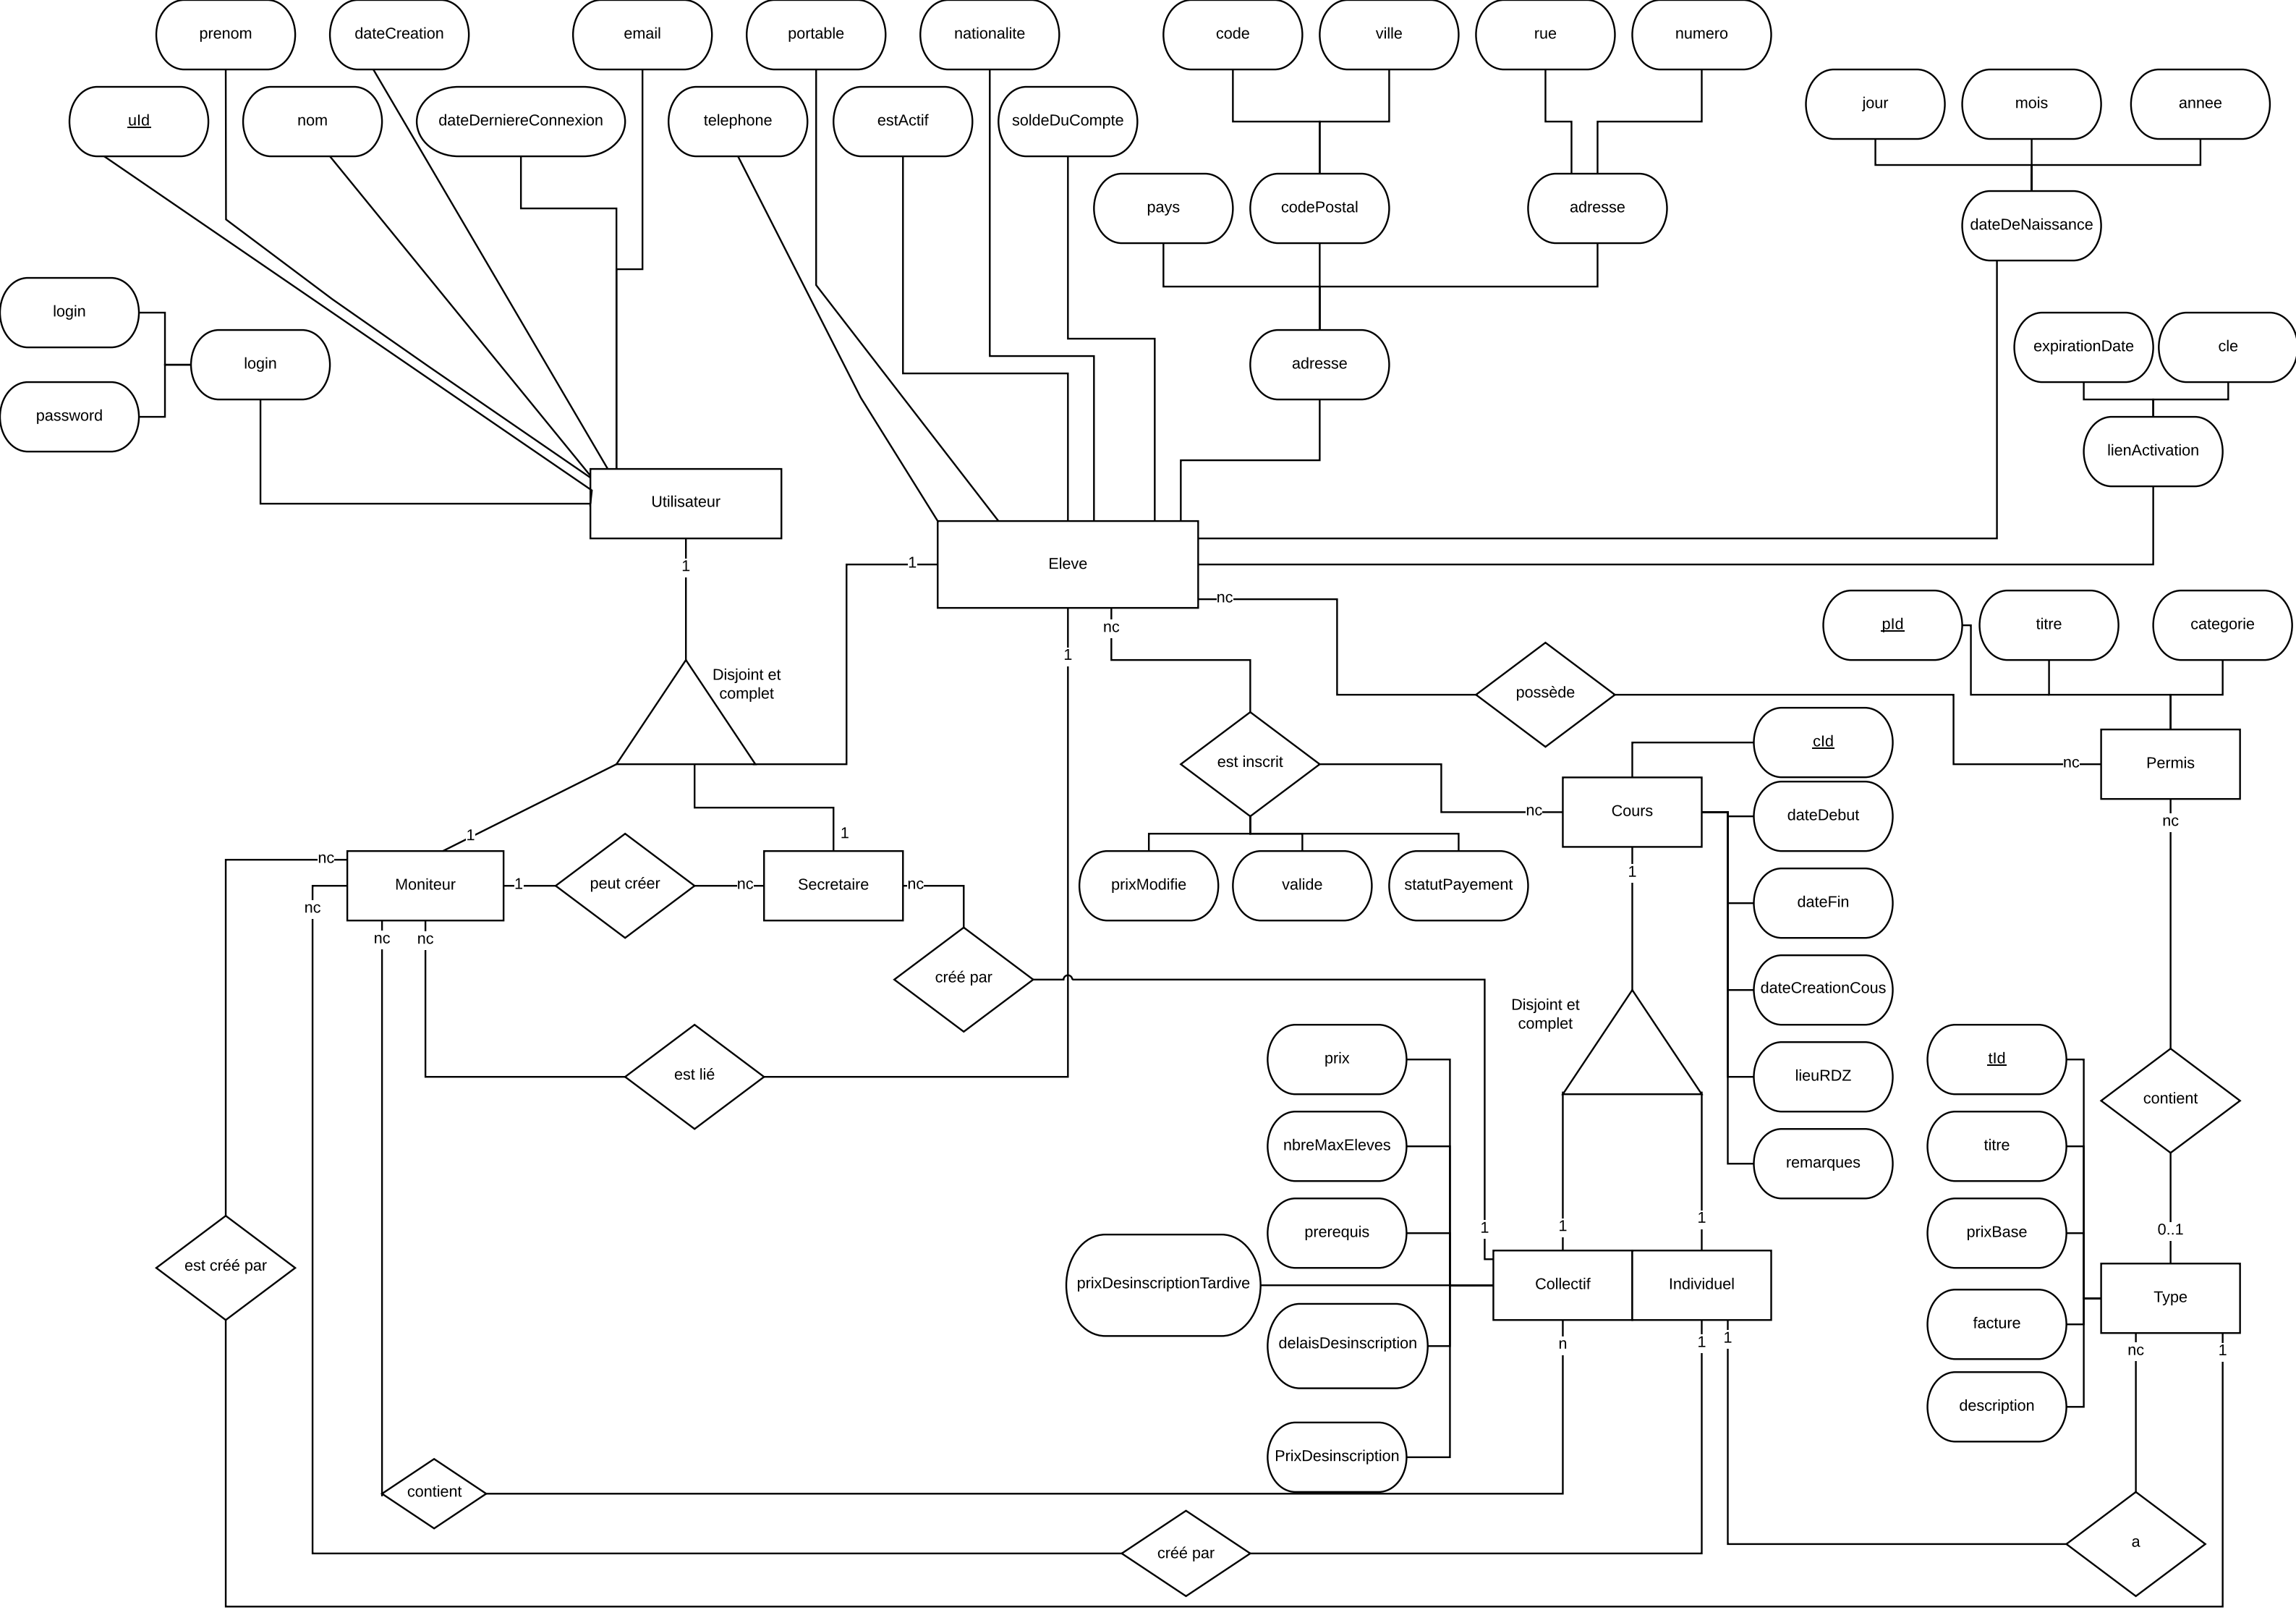 prenom
dateCreation
email
portable
nationalite
code
ville
rue
numero
uId
nom
dateDerniereConnexion
telephone
estActif
soldeDuCompte
jour
mois
annee
pays
codePostal
adresse
dateDeNaissance
login
login
password
adresse
expirationDate
cle
lienActivation
Utilisateur
1
Eleve
1
nc
nc
1
Disjoint et
complet
possède
pId
titre
categorie
est inscrit
nc
cId
Cours
dateDebut
nc
Permis
nc
1
1
nc
Moniteur
1
peut créer
nc
Secretaire
nc
prixModifie
valide
statutPayement
1
dateFin
nc
nc
nc
créé par
dateCreationCous
Disjoint et
complet
est lié
prix
lieuRDZ
tId
contient
nbreMaxEleves
remarques
titre
prerequis
1
1
1
prixBase
0..1
est créé par
prixDesinscriptionTardive
Collectif
Individuel
Type
delaisDesinscription
n
1
1
facture
nc
1
description
PrixDesinscription
contient
créé par
a